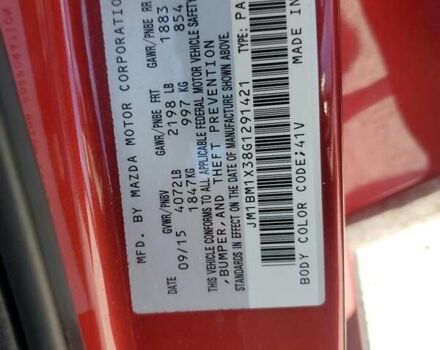 MFD. BY MAZDA MOTOR CORPORATION
GVWR/PNBV GAWR/PNBE FRT GAWR/PNBE RR
DATE 09/15 4072LB 2198 LB 1883
1847KG 997 KG 854
THIS VEHICLE CONFORMS TO ALL APPLICABLE FEDERAL MOTOR VEHICLE SAFETY
, BUMPER, AND THEFT PREVENTION
STANDARDS IN EFFECT ON THE DATE OF MANUFACTURE SHOWN ABOVE.
JM1BM1X38G1291421 TYPE: PA
BODY COLOR CODE;41V MADE IN